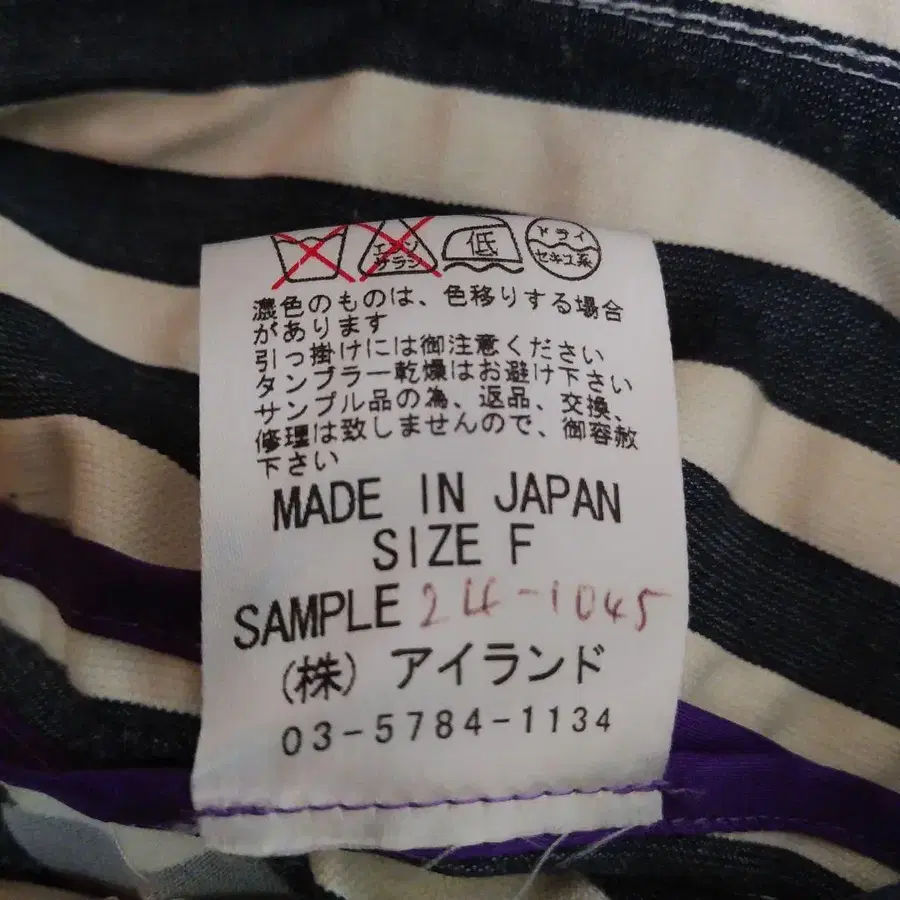 エンソ
サラシ
低
ドライ
セキユ系
濃色のものは、色移りする場合
があります
引っ掛けには御注意ください
タンブラー乾燥はお避け下さい
サンプル品の為、返品、交換、
修理は致しませんので、御容赦
下さい
MADE IN JAPAN
SIZE F
SAMPLE 24-1045
(株) アイランド
03-5784-1134